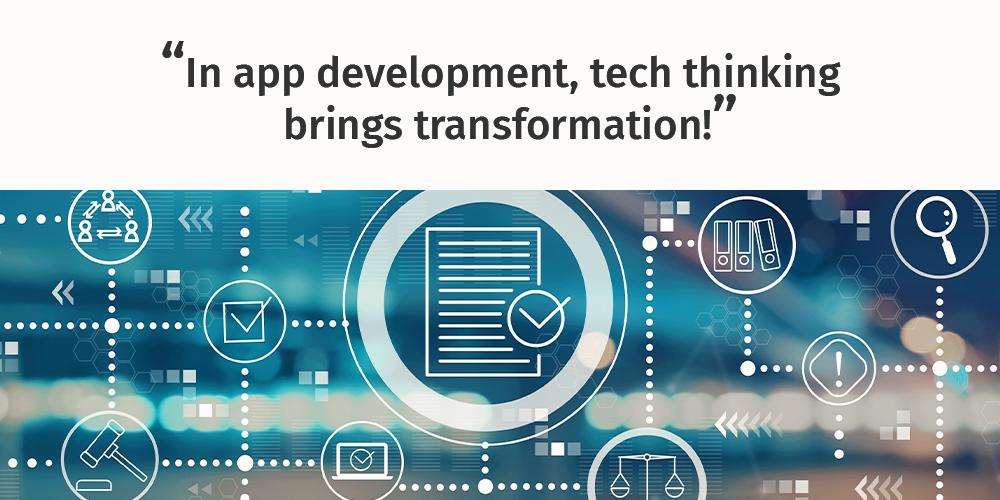 “In app development, tech thinking
brings transformation!”